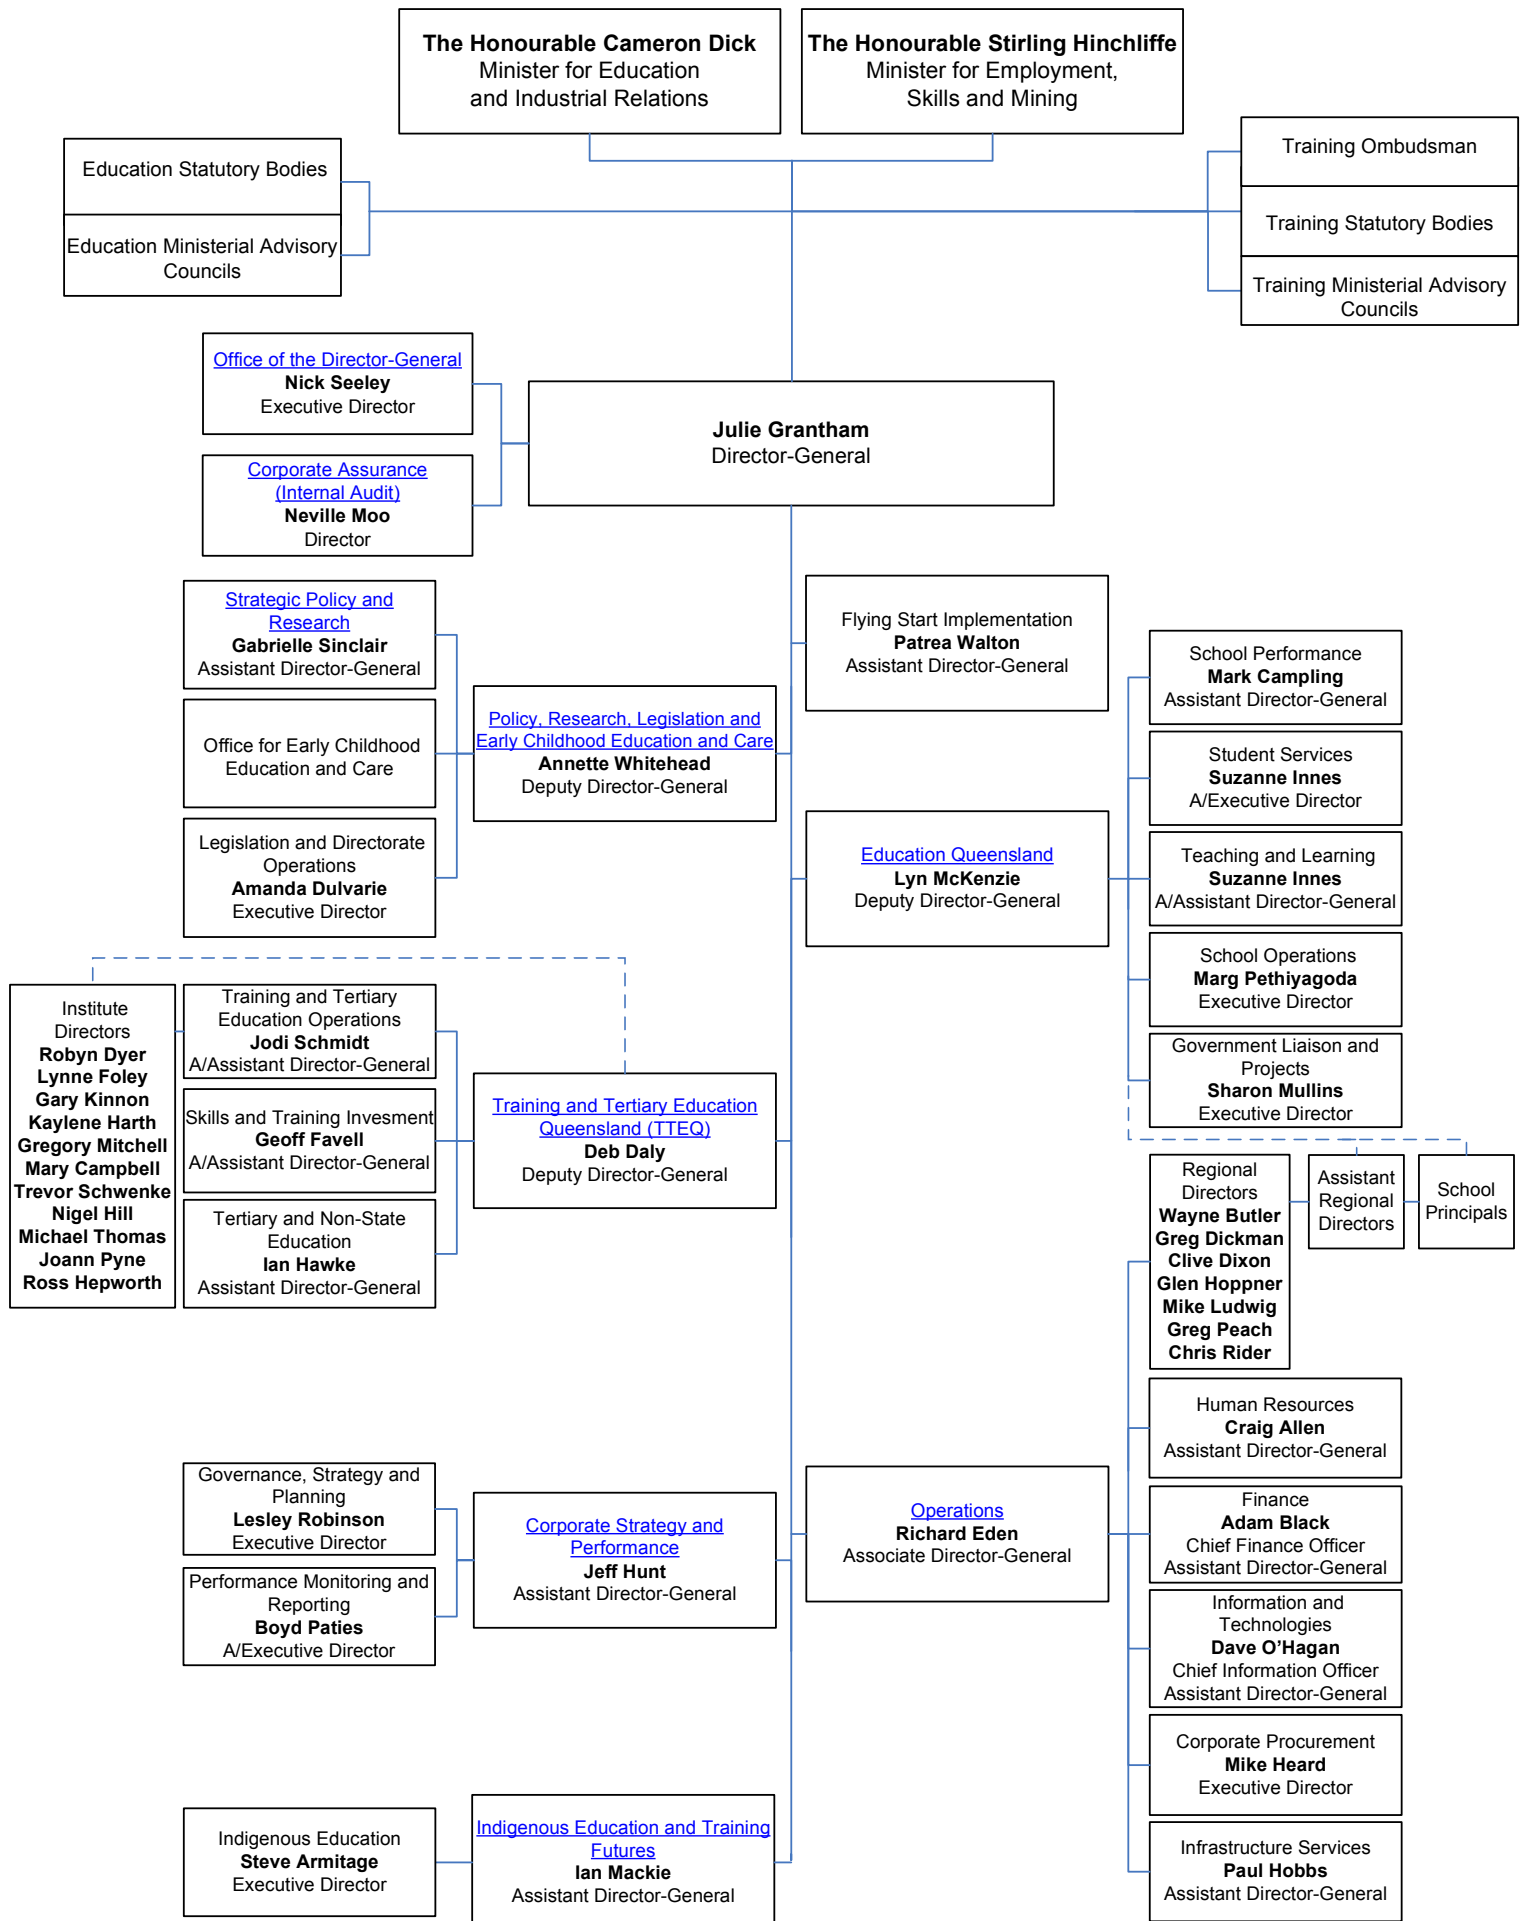 The Honourable Cameron Dick
Minister for Education
and Industrial Relations
The Honourable Stirling Hinchliffe
Minister for Employment,
Skills and Mining
Education Statutory Bodies
Education Ministerial Advisory
Councils
Training Ombudsman
Training Statutory Bodies
Training Ministerial Advisory
Councils
Office of the Director-General
Nick Seeley
Executive Director
Corporate Assurance
(Internal Audit)
Neville Moo
Director
Julie Grantham
Director-General
Strategic Policy and
Research
Gabrielle Sinclair
Assistant Director-General
Office for Early Childhood
Education and Care
Legislation and Directorate
Operations
Amanda Dulvarie
Executive Director
Policy, Research, Legislation and
Early Childhood Education and Care
Annette Whitehead
Deputy Director-General
Flying Start Implementation
Patrea Walton
Assistant Director-General
Education Queensland
Lyn McKenzie
Deputy Director-General
School Performance
Mark Campling
Assistant Director-General
Student Services
Suzanne Innes
A/Executive Director
Teaching and Learning
Suzanne Innes
A/Assistant Director-General
School Operations
Marg Pethiyagoda
Executive Director
Government Liaison and
Projects
Sharon Mullins
Executive Director
Institute
Directors
Robyn Dyer
Lynne Foley
Gary Kinnon
Kaylene Harth
Gregory Mitchell
Mary Campbell
Trevor Schwenke
Nigel Hill
Michael Thomas
Joann Pyne
Ross Hepworth
Training and Tertiary
Education Operations
Jodi Schmidt
A/Assistant Director-General
Skills and Training Invesment
Geoff Favell
A/Assistant Director-General
Tertiary and Non-State
Education
Ian Hawke
Assistant Director-General
Training and Tertiary Education
Queensland (TTEQ)
Deb Daly
Deputy Director-General
Regional
Directors
Wayne Butler
Greg Dickman
Clive Dixon
Glen Hoppner
Mike Ludwig
Greg Peach
Chris Rider
Assistant
Regional
Directors
School
Principals
Governance, Strategy and
Planning
Lesley Robinson
Executive Director
Performance Monitoring and
Reporting
Boyd Paties
A/Executive Director
Corporate Strategy and
Performance
Jeff Hunt
Assistant Director-General
Operations
Richard Eden
Associate Director-General
Human Resources
Craig Allen
Assistant Director-General
Finance
Adam Black
Chief Finance Officer
Assistant Director-General
Information and
Technologies
Dave O’Hagan
Chief Information Officer
Assistant Director-General
Corporate Procurement
Mike Heard
Executive Director
Infrastructure Services
Paul Hobbs
Assistant Director-General
Indigenous Education
Steve Armitage
Executive Director
Indigenous Education and Training
Futures
Ian Mackie
Assistant Director-General